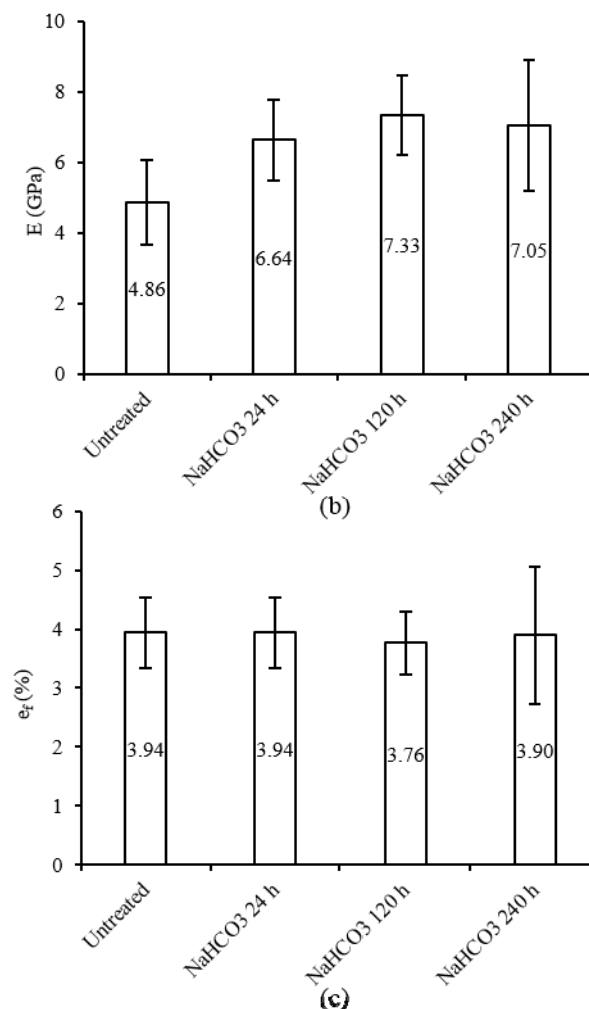 10
8
6
4
2
0
E (GPa)
4.86
6.64
7.33
7.05
Untreated
NaHCO3 24 h
NaHCO3 120 h
NaHCO3 240 h
(b)
6
5
4
3
2
1
0
ef (%)
3.94
3.94
3.76
3.90
Untreated
NaHCO3 24 h
NaHCO3 120 h
NaHCO3 240 h
(c)